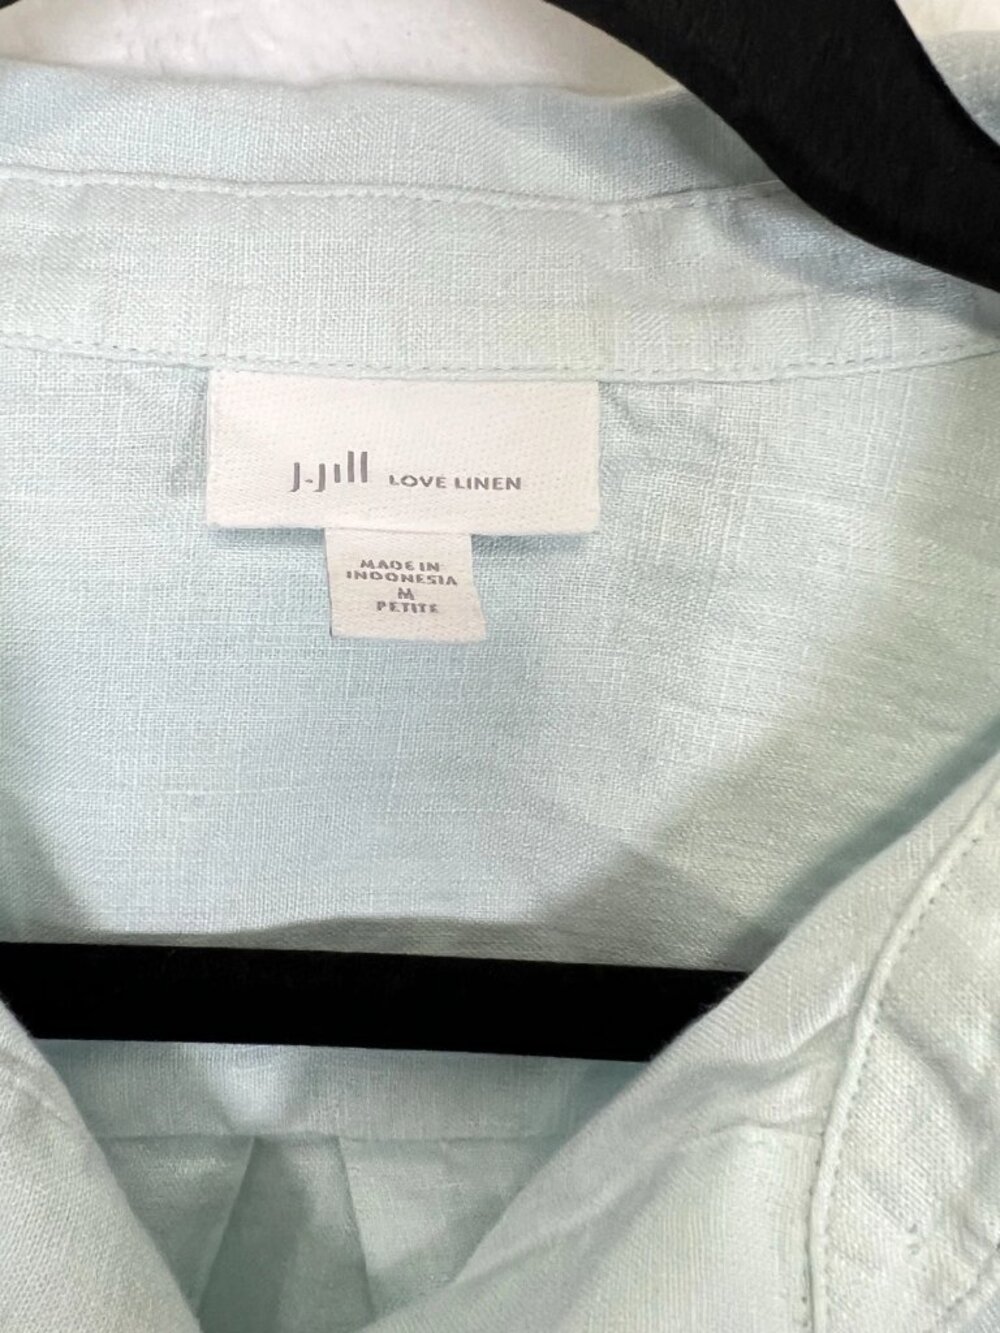 J.Jill LOVE LINEN
MADE IN
INDONESIA
M
PETITE